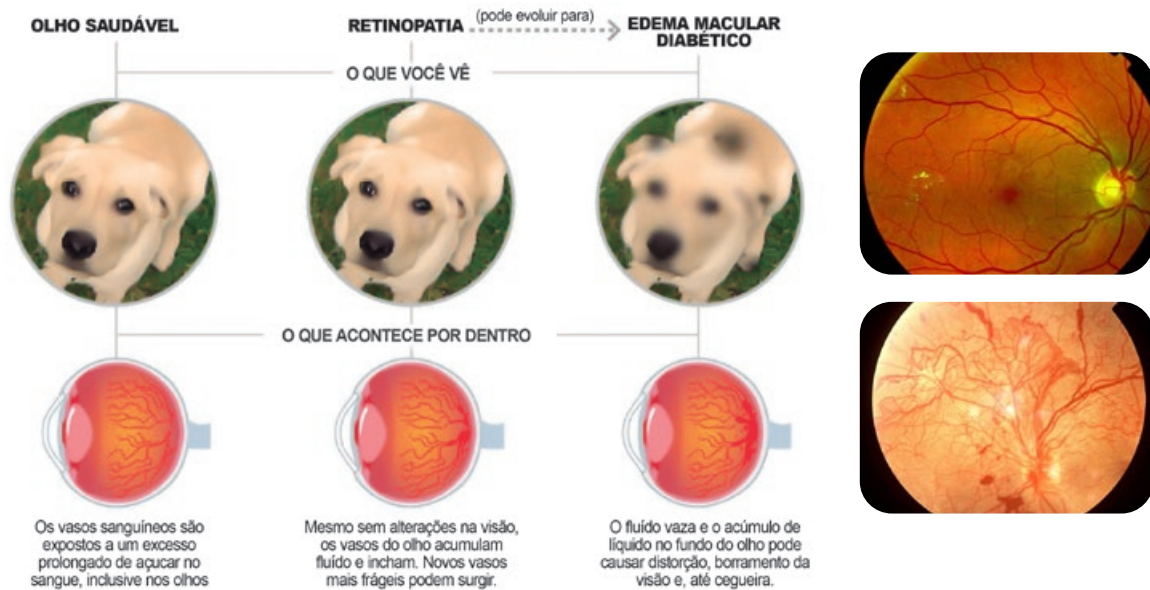 OLHO SAUDÁVEL
RETINOPATIA
(pode evoluir para)
EDEMA MACULAR
DIABÉTICO
O QUE VOCÊ VÊ
O QUE ACONTECE POR DENTRO
Os vasos sanguíneos são
expostos a um excesso
prolongado de açucar no
sangue, inclusive nos olhos
Mesmo sem alterações na visão,
os vasos do olho acumulam
fluído e incham. Novos vasos
mais frágeis podem surgir.
O fluído vaza e o acúmulo de
líquido no fundo do olho pode
causar distorção, borramento da
visão e, até cegueira.